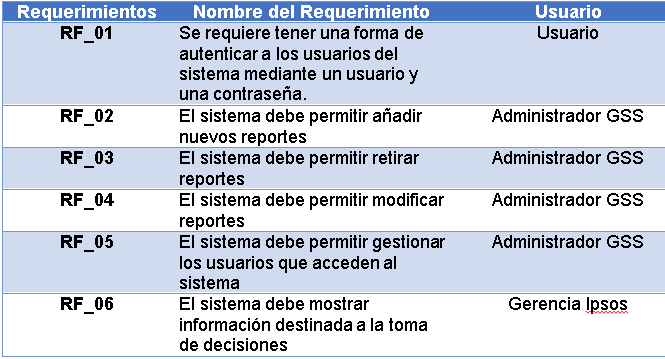 Requerimientos Nombre del Requerimiento Usuario
RF_01 Se requiere tener una forma de Usuario
autenticar a los usuarios del
sistema mediante un usuario y
una contraseña.
RF_02 El sistema debe permitir añadir Administrador GSS
nuevos reportes
RF_03 El sistema debe permitir retirar Administrador GSS
reportes
RF_04 El sistema debe permitir modificar Administrador GSS
reportes
RF_05 El sistema debe permitir gestionar Administrador GSS
los usuarios que acceden al
sistema
RF_06 El sistema debe mostrar Gerencia Ipsos
información destinada a la toma
de decisiones